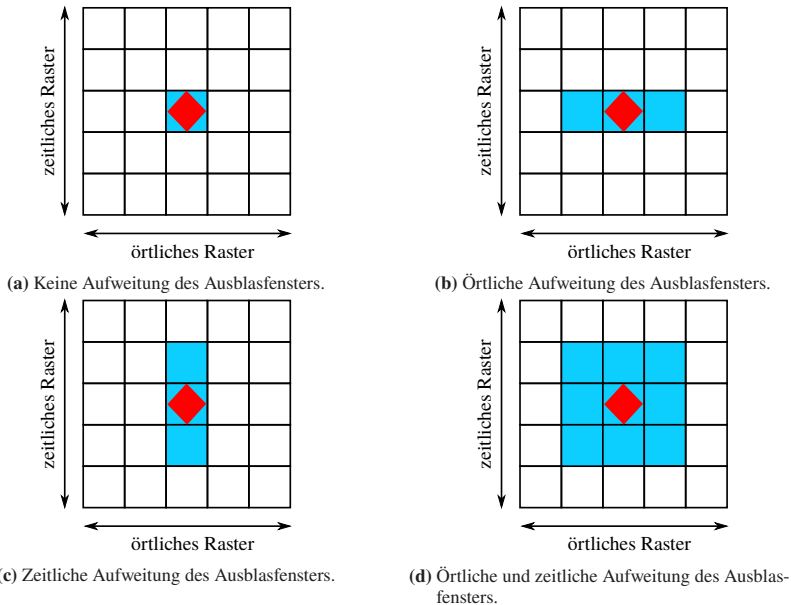 zeitliches Raster
örtliches Raster
(a) Keine Aufweitung des Ausblasfensters.
zeitliches Raster
örtliches Raster
(b) Örtliche Aufweitung des Ausblasfensters.
zeitliches Raster
örtliches Raster
(c) Zeitliche Aufweitung des Ausblasfensters.
zeitliches Raster
örtliches Raster
(d) Örtliche und zeitliche Aufweitung des Ausblas-
fensters.